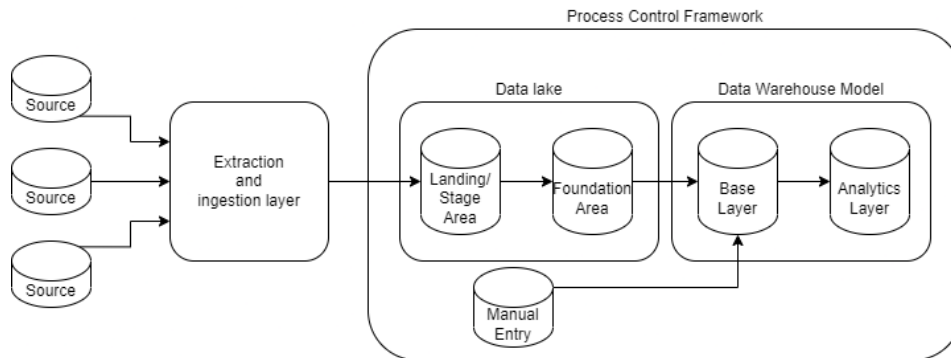 Process Control Framework
Source
Source
Source
Extraction
and
ingestion layer
Data lake
Landing/
Stage
Area
Foundation
Area
Data Warehouse Model
Base
Layer
Analytics
Layer
Manual
Entry